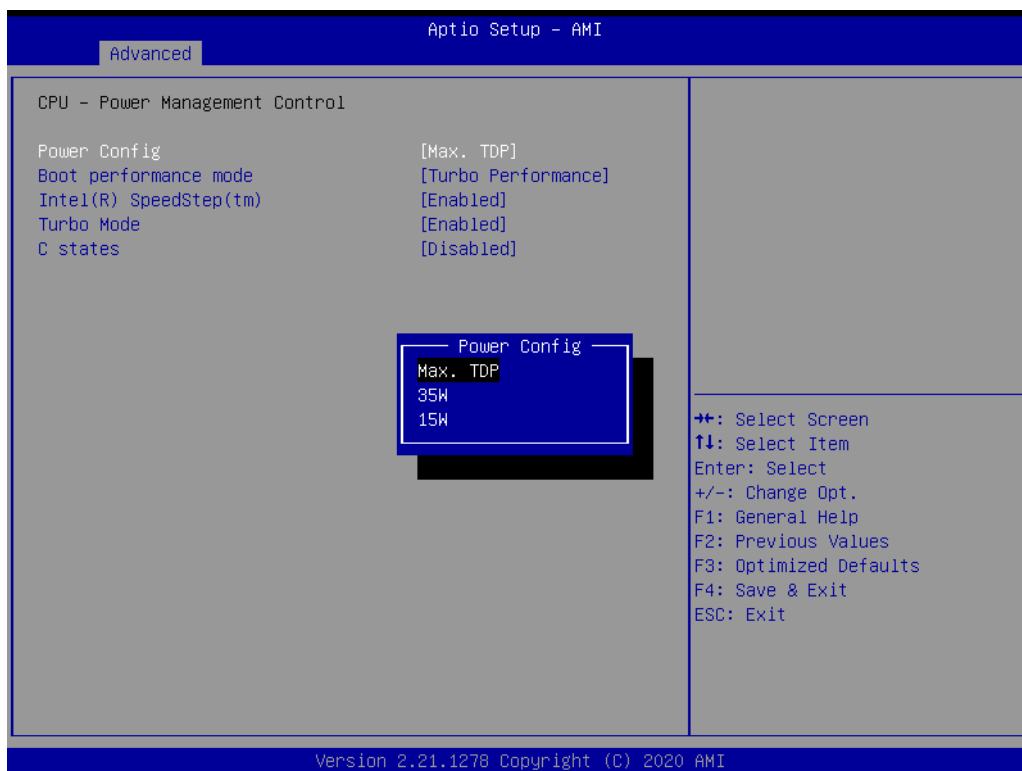 Aptio Setup – AMI
Advanced
CPU – Power Management Control
Power Config [Max. TDP]
Boot performance mode [Turbo Performance]
Intel(R) SpeedStep(tm) [Enabled]
Turbo Mode [Enabled]
C states [Disabled]
Power Config
Max. TDP
35W
15W
→←: Select Screen
↑↓: Select Item
Enter: Select
+/-: Change Opt.
F1: General Help
F2: Previous Values
F3: Optimized Defaults
F4: Save & Exit
ESC: Exit
Version 2.21.1278 Copyright (C) 2020 AMI